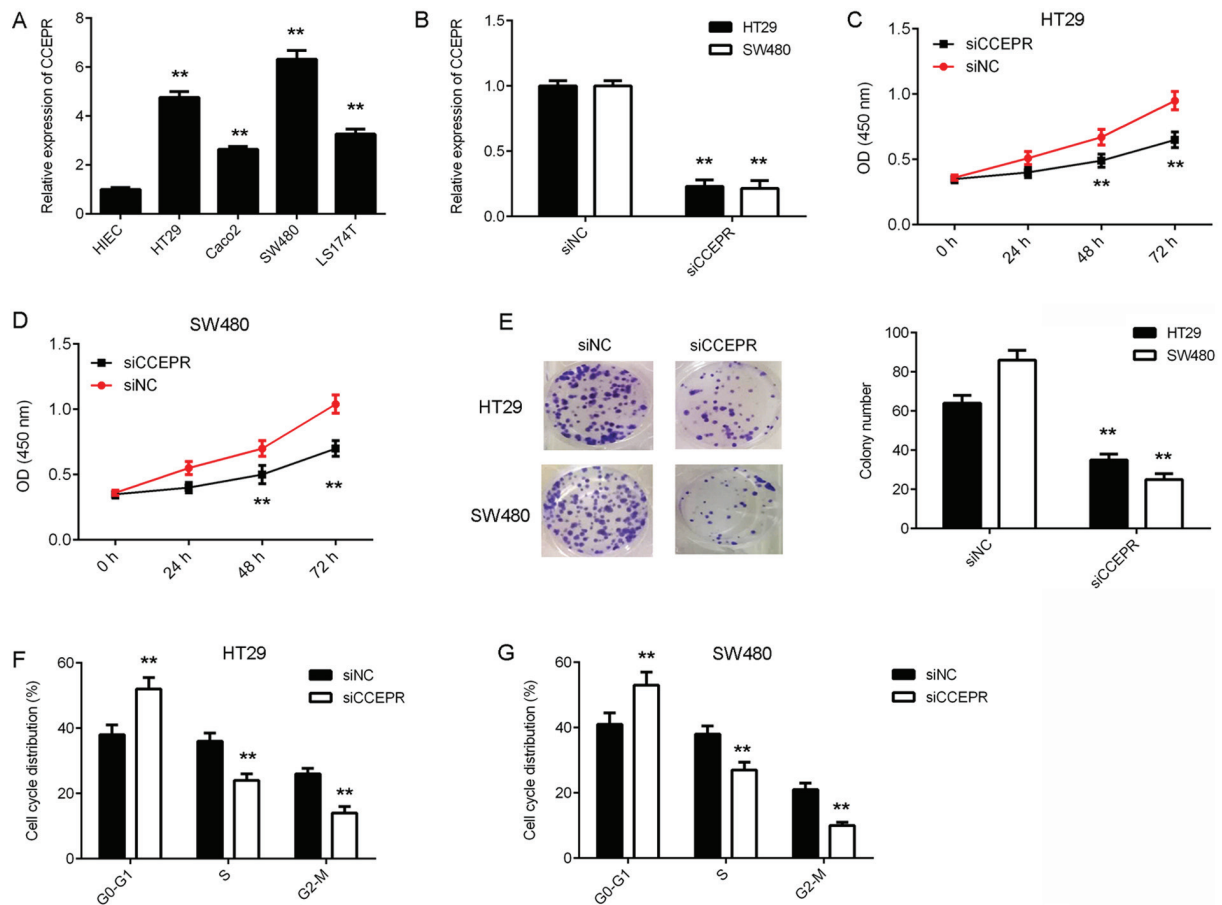 A
Relative expression of CCEPR
8
6
4
2
0
**
**
**
**
HIEC
HT29
Caco2
SW480
LS174T
B
Relative expression of CCEPR
1.5
1.0
0.5
0.0
HT29
SW480
** **
siNC
siCCEPR
C
HT29
siCCEPR
siNC
OD (450 nm)
1.5
1.0
0.5
0.0
**
**
0 h
24 h
48 h
72 h
D
SW480
siCCEPR
siNC
OD (450 nm)
1.5
1.0
0.5
0.0
**
**
0 h
24 h
48 h
72 h
E
siNC
siCCEPR
HT29
SW480
Colony number
100
80
60
40
20
0
HT29
SW480
**
**
siNC
siCCEPR
F
HT29
Cell cycle distribution (%)
60
40
20
0
siNC
siCCEPR
**
**
**
G0-G1
S
G2-M
G
SW480
Cell cycle distribution (%)
60
40
20
0
siNC
siCCEPR
**
**
**
G0-G1
S
G2-M